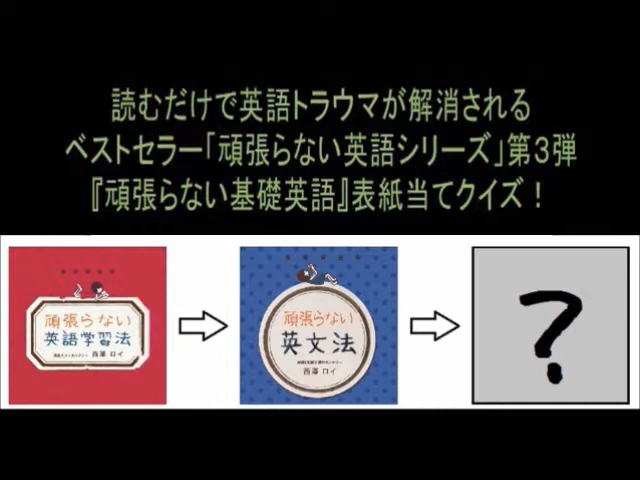 読むだけで英語トラウマが解消される
ベストセラー「頑張らない英語シリーズ」第3弾
『頑張らない基礎英語』表紙当てクイズ!
頑張らない
英語学習法
西澤 ロイ
頑張らない
英文法
西澤 ロイ
?